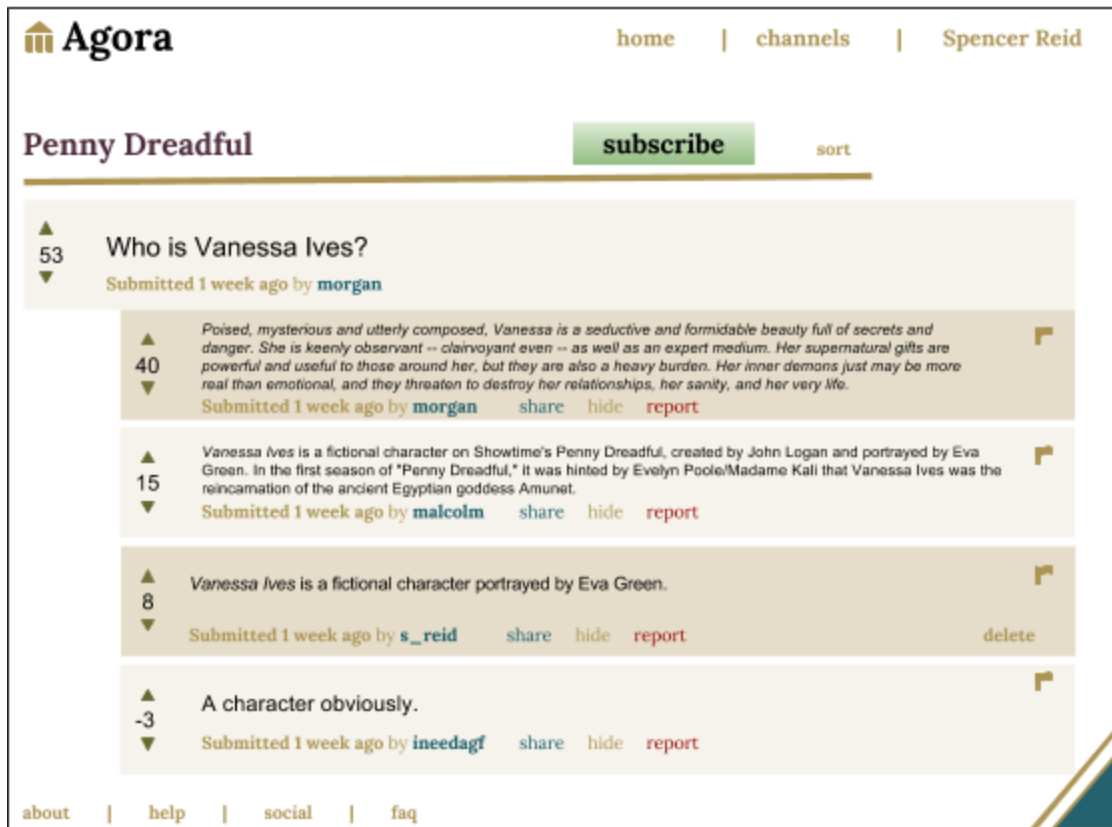 Agora
home | channels | Spencer Reid
Penny Dreadful
subscribe
sort
53
Who is Vanessa Ives?
Submitted 1 week ago by morgan
40
Poised, mysterious and utterly composed, Vanessa is a seductive and formidable beauty full of secrets and
danger. She is keenly observant -- clairvoyant even -- as well as an expert medium. Her supernatural gifts are
powerful and useful to those around her, but they are also a heavy burden. Her inner demons just may be more
real than emotional, and they threaten to destroy her relationships, her sanity, and her very life.
Submitted 1 week ago by morgan share hide report
15
Vanessa Ives is a fictional character on Showtime's Penny Dreadful, created by John Logan and portrayed by Eva
Green. In the first season of "Penny Dreadful," it was hinted by Evelyn Poole/Madame Kali that Vanessa Ives was the
reincarnation of the ancient Egyptian goddess Amunet.
Submitted 1 week ago by malcolm share hide report
8
Vanessa Ives is a fictional character portrayed by Eva Green.
Submitted 1 week ago by s_reid share hide report delete
-3
A character obviously.
Submitted 1 week ago by ineedagf share hide report
about | help | social | faq